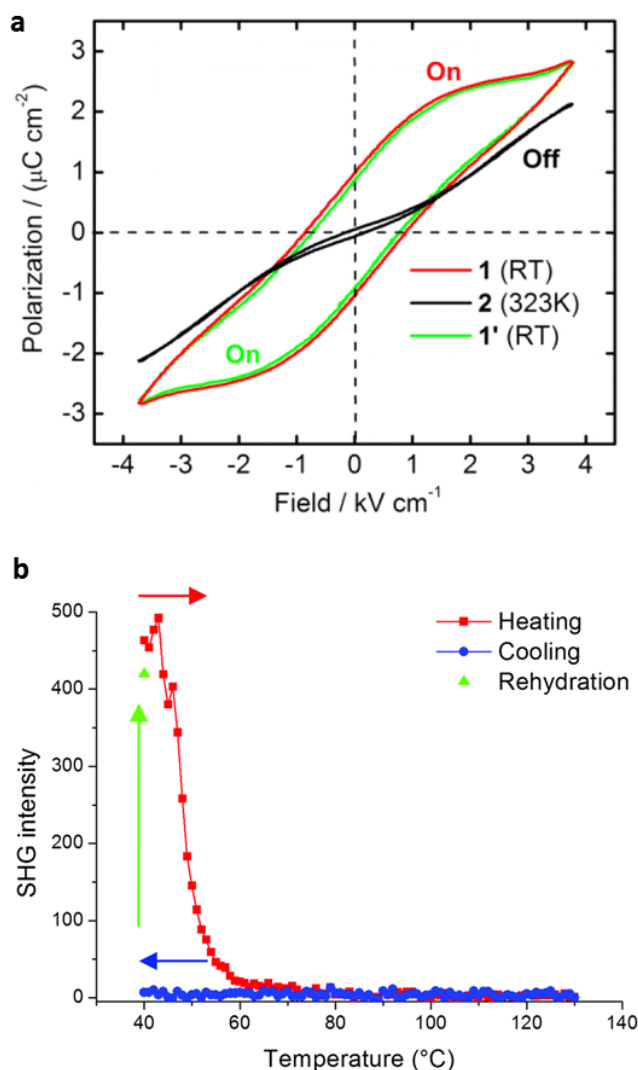 a
3
2
1
0
-1
-2
-3
Polarization / (μC cm⁻²)
On
Off
On
1 (RT)
2 (323K)
1' (RT)
-4 -3 -2 -1 0 1 2 3 4
Field / kV cm⁻¹
b
500
400
300
200
100
0
SHG intensity
Heating
Cooling
Rehydration
40 60 80 100 120 140
Temperature (°C)